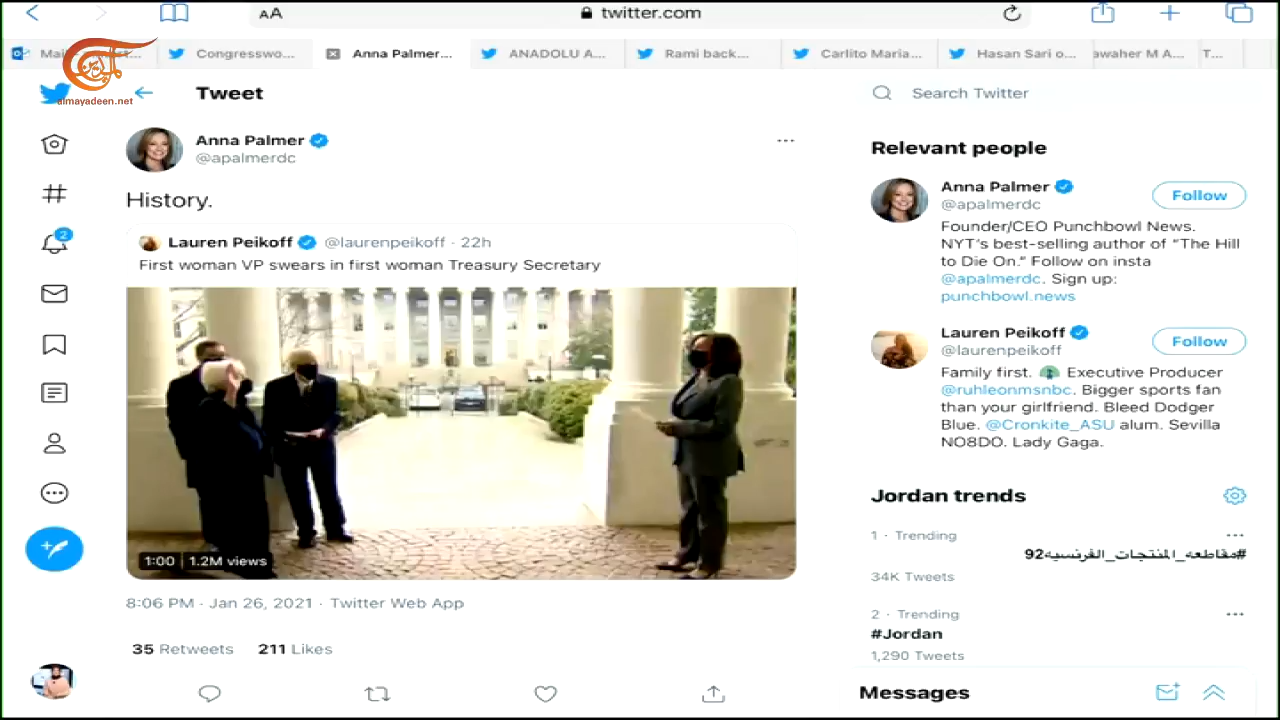 AA
twitter.com
Congresswo...
Anna Palmer...
ANADOLU A...
Rami back...
Carlito Maria...
Hasan Sari o...
awaher M A...
T...
الميادين
almayadeen.net
Tweet
Search Twitter
Anna Palmer
@apalmerdc
History.
Lauren Peikoff @laurenpeikoff · 22h
First woman VP swears in first woman Treasury Secretary
1:00 | 1.2M views
8:06 PM · Jan 26, 2021 · Twitter Web App
35 Retweets 211 Likes
2
Relevant people
Anna Palmer
@apalmerdc
Follow
Founder/CEO Punchbowl News.
NYT's best-selling author of "The Hill
to Die On." Follow on insta
@apalmerdc. Sign up:
punchbowl.news
Lauren Peikoff
@laurenpeikoff
Follow
Family first. Executive Producer
@ruhleonmsnbc. Bigger sports fan
than your girlfriend. Bleed Dodger
Blue. @Cronkite_ASU alum. Sevilla
NO8DO. Lady Gaga.
Jordan trends
1 · Trending
#مقاطعه_المنتجات_الفرنسيه92
34K Tweets
2 · Trending
#Jordan
1,290 Tweets
Messages